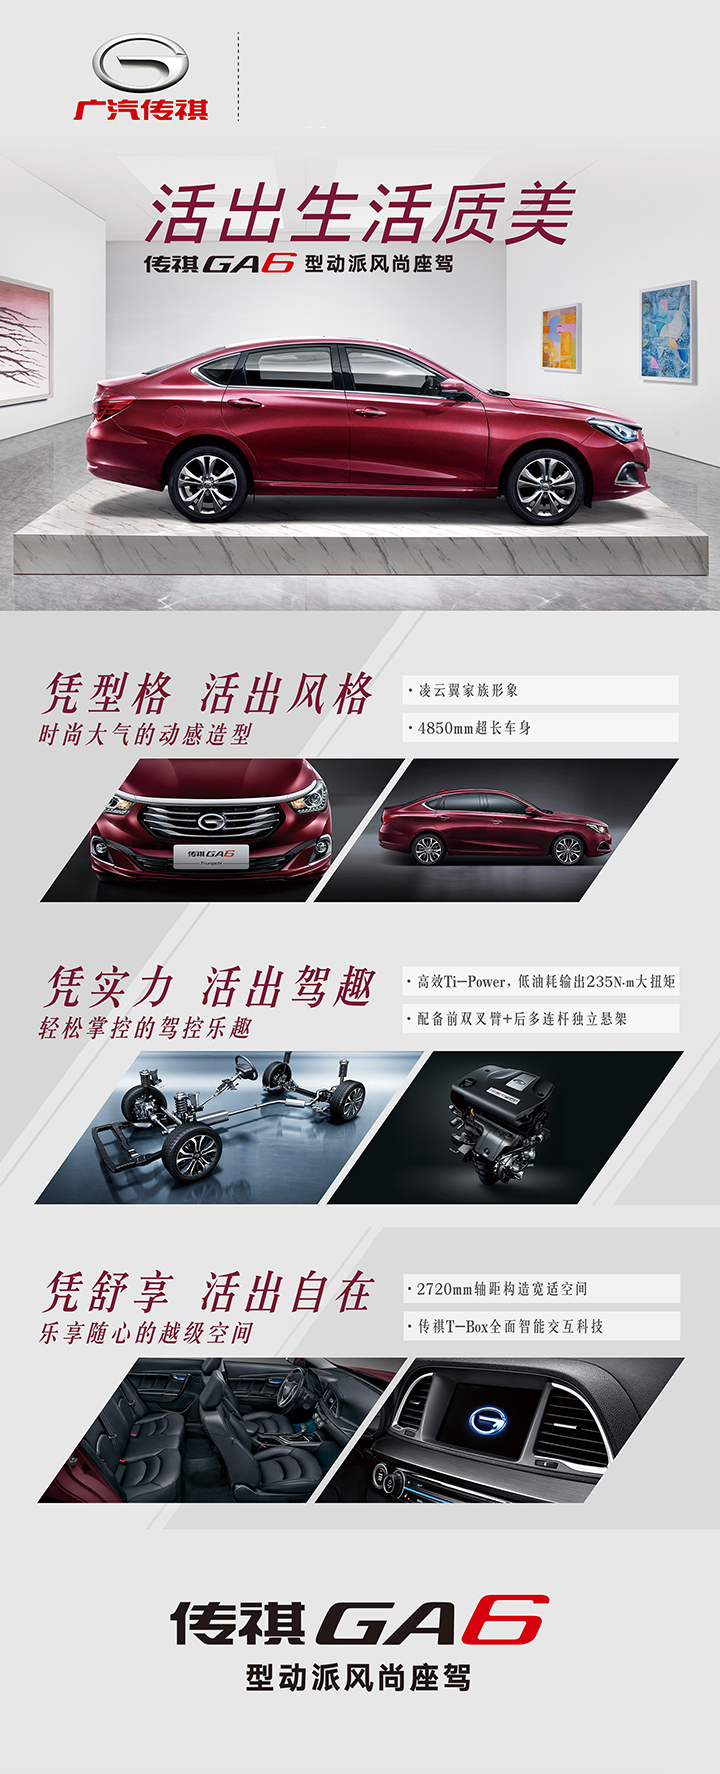 广汽传祺
活出生活质美
传祺GA6 型动派风尚座驾
凭型格 活出风格
时尚大气的动感造型
· 凌云翼家族形象
· 4850mm超长车身
传祺GA6
Trumpchi
凭实力 活出驾趣
轻松掌控的驾控乐趣
· 高效Ti-Power，低油耗输出235N·m大扭矩
· 配备前双叉臂+后多连杆独立悬架
凭舒享 活出自在
乐享随心的越级空间
· 2720mm轴距构造宽适空间
· 传祺T-Box全面智能交互科技
传祺GA6
型动派风尚座驾